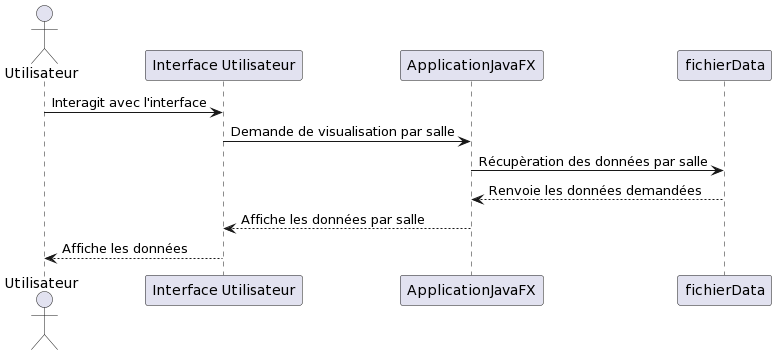 Utilisateur
Interface Utilisateur
ApplicationJavaFX
fichierData
Interagit avec l'interface
Demande de visualisation par salle
Récupèration des données par salle
Renvoie les données demandées
Affiche les données par salle
Affiche les données
Utilisateur
Interface Utilisateur
ApplicationJavaFX
fichierData